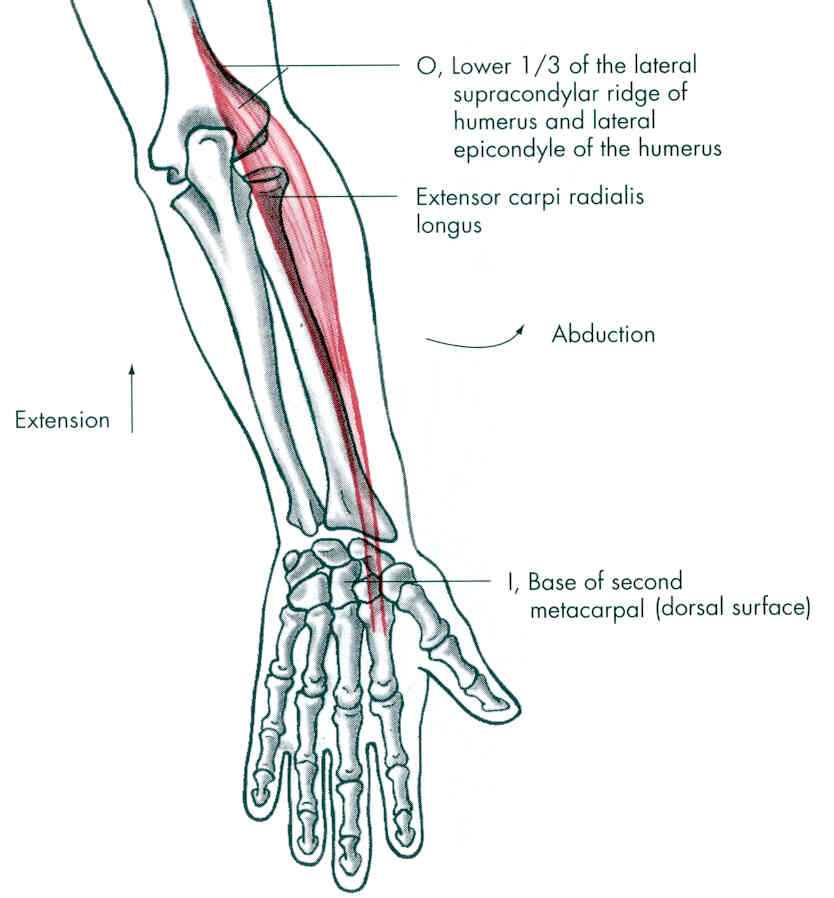 O, Lower 1/3 of the lateral
supracondylar ridge of
humerus and lateral
epicondyle of the humerus
Extensor carpi radialis
longus
Abduction
Extension
I, Base of second
metacarpal (dorsal surface)